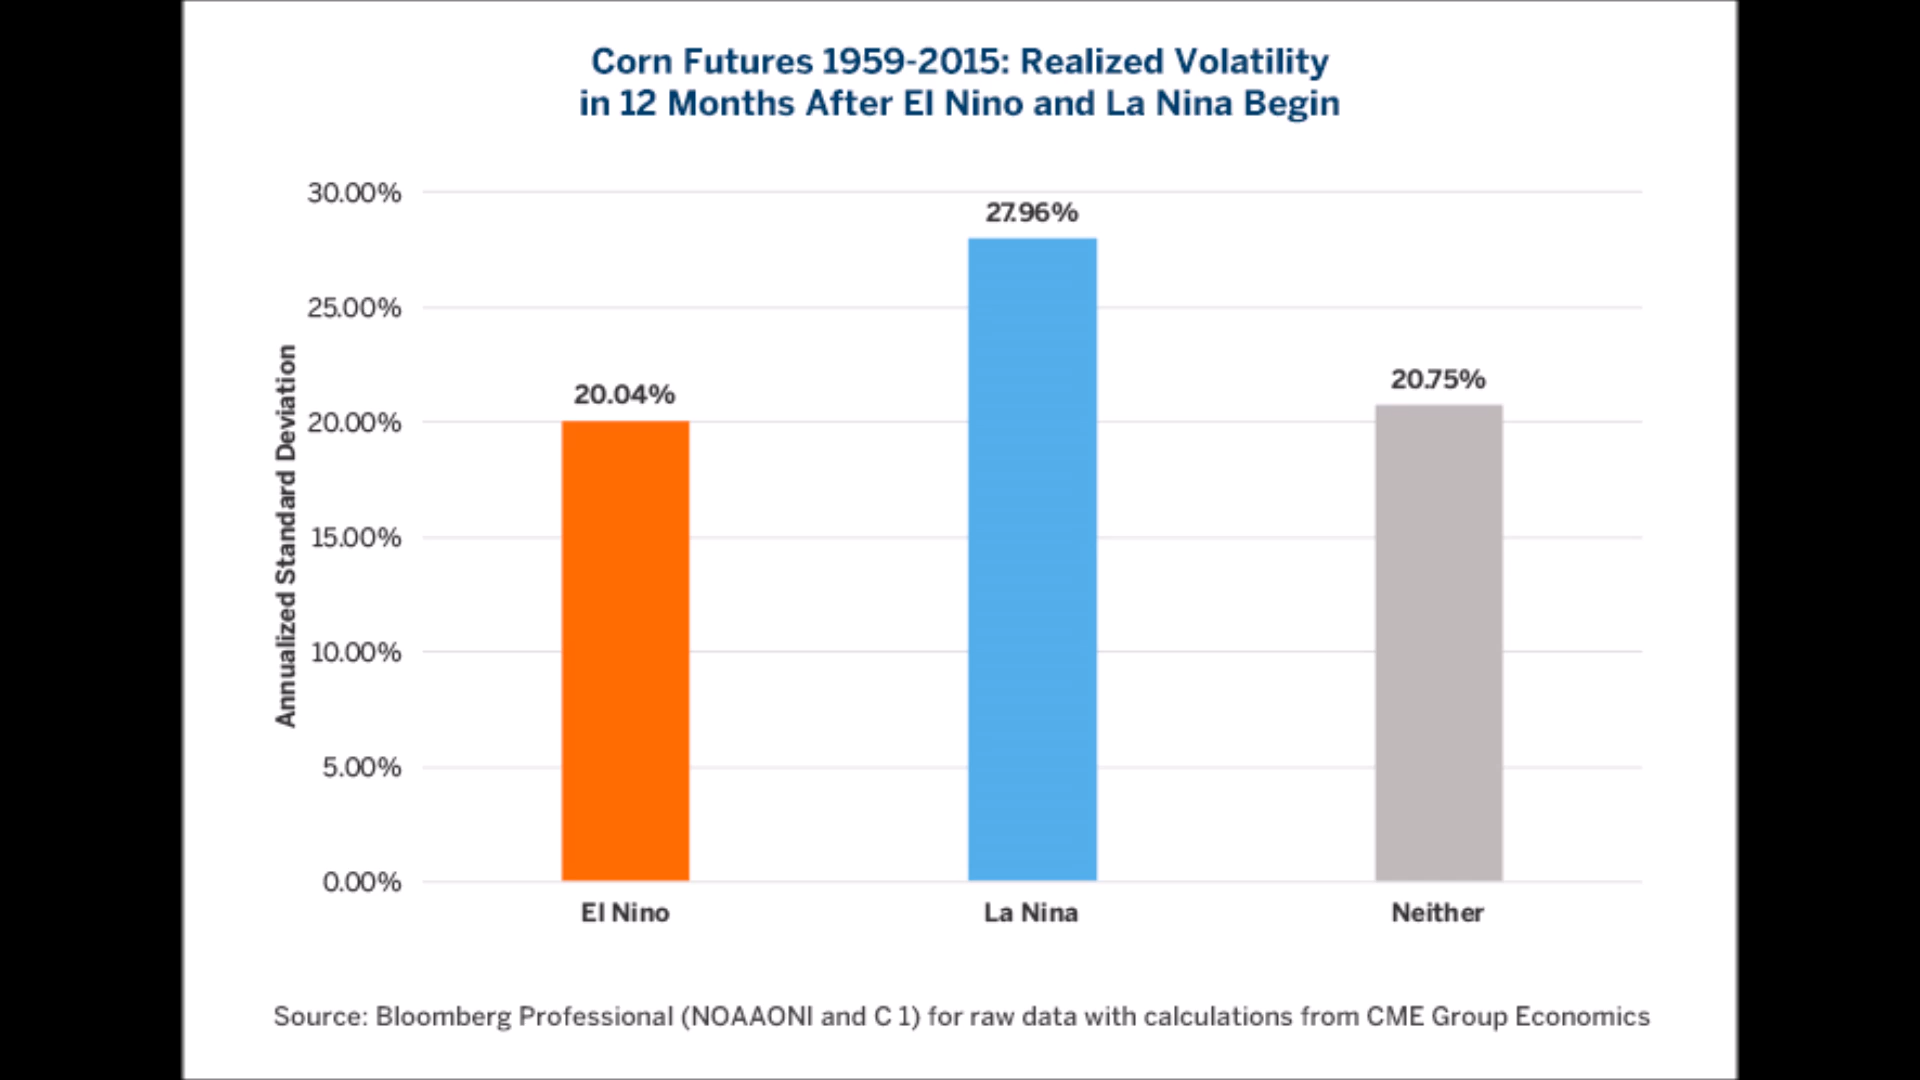 Corn Futures 1959-2015: Realized Volatility
in 12 Months After El Nino and La Nina Begin
Annualized Standard Deviation
30.00%
25.00%
20.00%
15.00%
10.00%
5.00%
0.00%
20.04%
27.96%
20.75%
El Nino
La Nina
Neither
Source: Bloomberg Professional (NOAAONI and C 1) for raw data with calculations from CME Group Economics